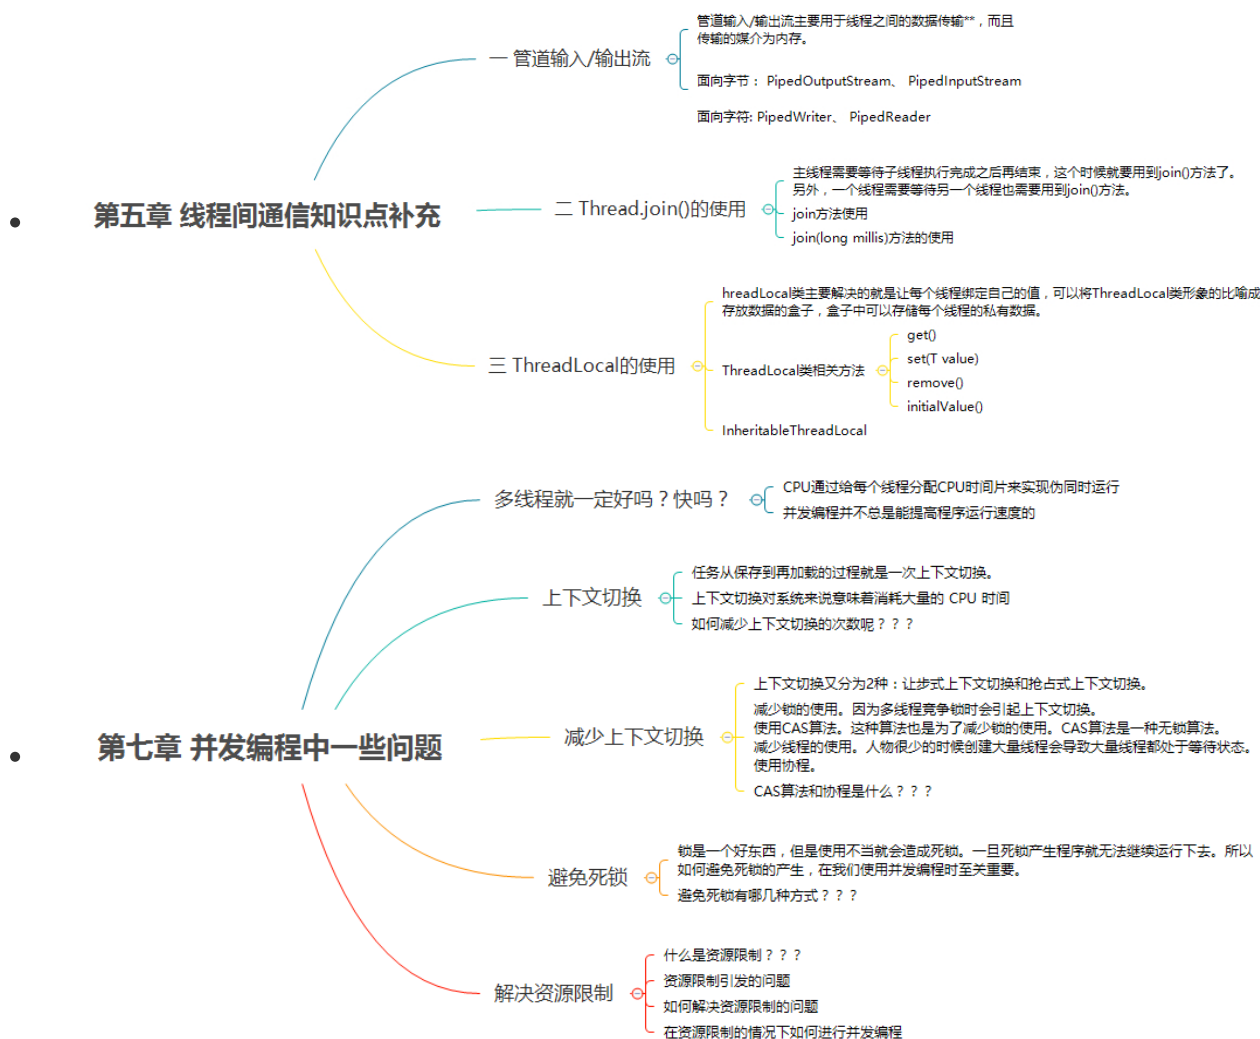 第五章 线程间通信知识点补充
一 管道输入/输出流
管道输入/输出流主要用于线程之间的数据传输**，而且
传输的媒介为内存。
面向字节： PipedOutputStream、 PipedInputStream
面向字符: PipedWriter、 PipedReader
二 Thread.join()的使用
主线程需要等待子线程执行完成之后再结束，这个时候就要用到join()方法了。
另外，一个线程需要等待另一个线程也需要用到join()方法。
join方法使用
join(long millis)方法的使用
三 ThreadLocal的使用
hreadLocal类主要解决的就是让每个线程绑定自己的值，可以将ThreadLocal类形象的比喻成
存放数据的盒子，盒子中可以存储每个线程的私有数据。
ThreadLocal类相关方法
get()
set(T value)
remove()
initialValue()
InheritableThreadLocal
第七章 并发编程中一些问题
多线程就一定好吗？快吗？
CPU通过给每个线程分配CPU时间片来实现伪同时运行
并发编程并不总是能提高程序运行速度的
上下文切换
任务从保存到再加载的过程就是一次上下文切换。
上下文切换对系统来说意味着消耗大量的 CPU 时间
如何减少上下文切换的次数呢？？？
减少上下文切换
上下文切换又分为2种：让步式上下文切换和抢占式上下文切换。
减少锁的使用。因为多线程竞争锁时会引起上下文切换。
使用CAS算法。这种算法也是为了减少锁的使用。CAS算法是一种无锁算法。
减少线程的使用。人物很少的时候创建大量线程会导致大量线程都处于等待状态。
使用协程。
CAS算法和协程是什么？？？
避免死锁
锁是一个好东西，但是使用不当就会造成死锁。一旦死锁产生程序就无法继续运行下去。所以
如何避免死锁的产生，在我们使用并发编程时至关重要。
避免死锁有哪几种方式？？？
解决资源限制
什么是资源限制？？？
资源限制引发的问题
如何解决资源限制的问题
在资源限制的情况下如何进行并发编程